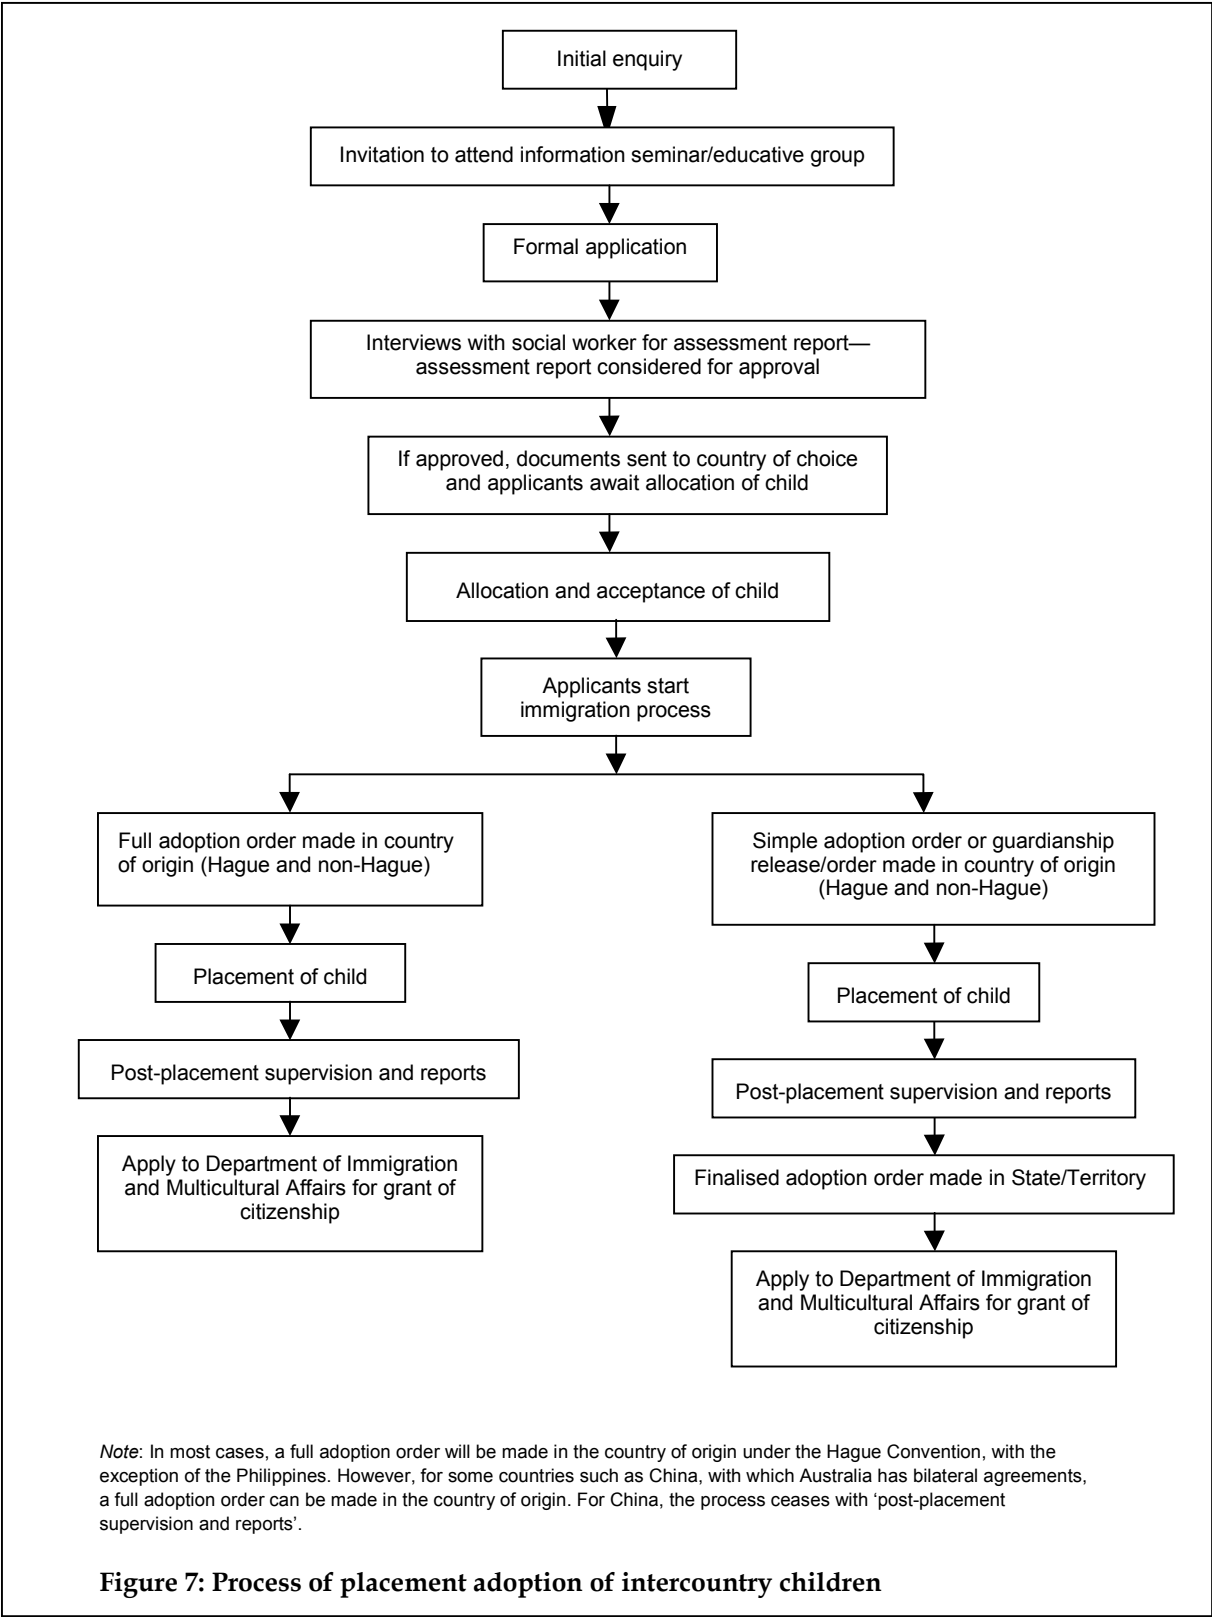 Initial enquiry
Invitation to attend information seminar/educative group
Formal application
Interviews with social worker for assessment report—
assessment report considered for approval
If approved, documents sent to country of choice
and applicants await allocation of child
Allocation and acceptance of child
Applicants start
immigration process
Full adoption order made in country
of origin (Hague and non-Hague)
Placement of child
Post-placement supervision and reports
Apply to Department of Immigration
and Multicultural Affairs for grant of
citizenship
Simple adoption order or guardianship
release/order made in country of origin
(Hague and non-Hague)
Placement of child
Post-placement supervision and reports
Finalised adoption order made in State/Territory
Apply to Department of Immigration
and Multicultural Affairs for grant of
citizenship
Note: In most cases, a full adoption order will be made in the country of origin under the Hague Convention, with the
exception of the Philippines. However, for some countries such as China, with which Australia has bilateral agreements,
a full adoption order can be made in the country of origin. For China, the process ceases with ‘post-placement
supervision and reports’.
Figure 7: Process of placement adoption of intercountry children